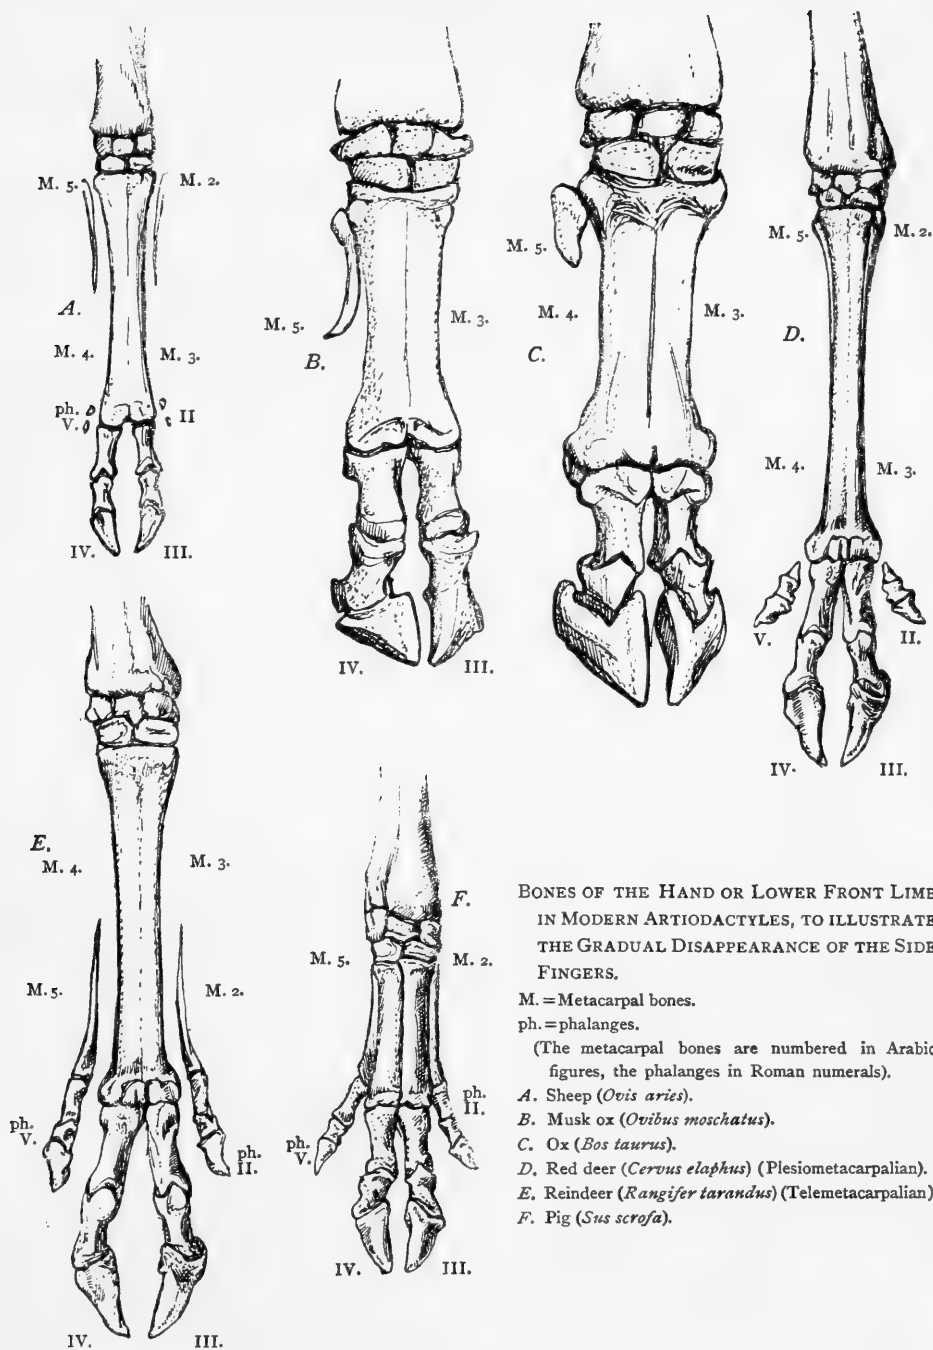 M. 5.
M. 2.
A.
M. 4.
M. 3.
ph.
V.
II
IV.
III.
M. 5.
M. 3.
B.
IV.
III.
M. 5.
M. 4.
M. 3.
C.
M. 5.
M. 2.
D.
M. 4.
M. 3.
V.
II.
IV.
III.
E.
M. 4.
M. 3.
M. 5.
M. 2.
ph.
V.
ph.
II.
IV.
III.
F.
M. 5.
M. 2.
ph.
II.
ph.
V.
IV.
III.
BONES OF THE HAND OR LOWER FRONT LIMB
IN MODERN ARTIODACTYLES, TO ILLUSTRATE
THE GRADUAL DISAPPEARANCE OF THE SIDE
FINGERS.
M.=Metacarpal bones.
ph.=phalanges.
(The metacarpal bones are numbered in Arabic
figures, the phalanges in Roman numerals).
A. Sheep (Ovis aries).
B. Musk ox (Ovibus moschatus).
C. Ox (Bos taurus).
D. Red deer (Cervus elaphus) (Plesiometacarpalian).
E. Reindeer (Rangifer tarandus) (Telemetacarpalian)
F. Pig (Sus scrofa).